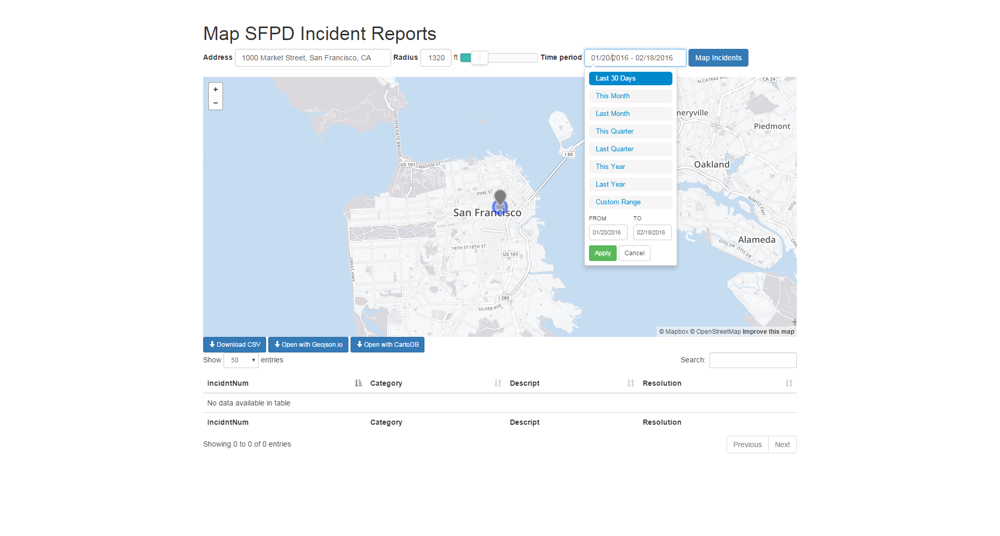 Map SFPD Incident Reports
Address 1000 Market Street, San Francisco, CA Radius 1320 ft Time period 01/20/2016 - 02/18/2016 Map Incidents
+
-
Last 30 Days
This Month
Last Month
This Quarter
Last Quarter
This Year
Last Year
Custom Range
FROM TO
01/20/2016 02/18/2016
Apply Cancel
ALCATRAZ AVE
CA 24
neryville
Piedmont
GOLDEN GATE BRIDGE
I 80
US 101
MASON ST
Oakland
PINE ST
San Francisco
NIMITZ FWY
35TH
Alameda
OTIS DR
OTIS DR
18TH ST
18TH ST
US 101
GREAT HWY
I 280
SILVER AVE
© Mapbox © OpenStreetMap Improve this map
Download CSV Open with Geojson.io Open with CartoDB
Show 50 entries Search:
IncidntNum Category Descript Resolution
No data available in table
IncidntNum Category Descript Resolution
Showing 0 to 0 of 0 entries Previous Next